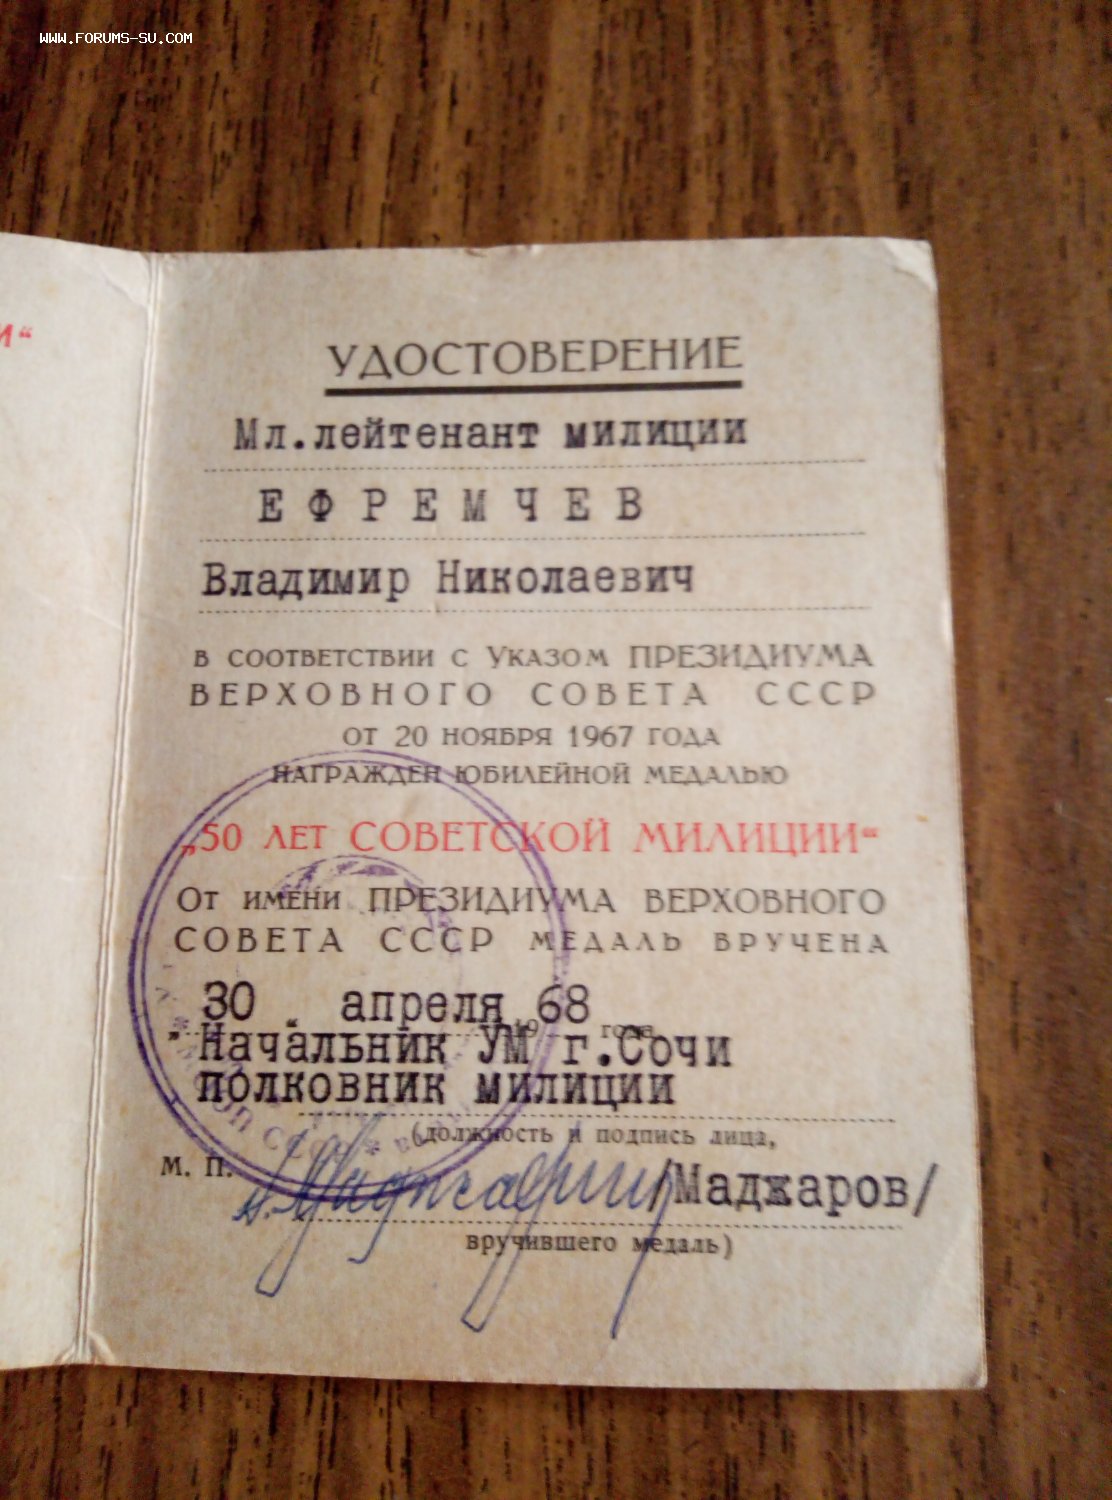 WWW.FORUMS-SU.COM
И“
УДОСТОВЕРЕНИЕ
Мл.лейтенант милиции
ЕФРЕМЧЕВ
Владимир Николаевич
В СООТВЕТСТВИИ С УКАЗОМ ПРЕЗИДИУМА
ВЕРХОВНОГО СОВЕТА СССР
ОТ 20 НОЯБРЯ 1967 ГОДА
НАГРАЖДЕН ЮБИЛЕЙНОЙ МЕДАЛЬЮ
„50 ЛЕТ СОВЕТСКОЙ МИЛИЦИИ“
ОТ ИМЕНИ ПРЕЗИДИУМА ВЕРХОВНОГО
СОВЕТА СССР МЕДАЛЬ ВРУЧЕНА
„30 “ апреля 1968 года
Начальник УМ г.Сочи
полковник милиции
(должность и подпись лица,
М. П. /Маджаров/
вручившего медаль)